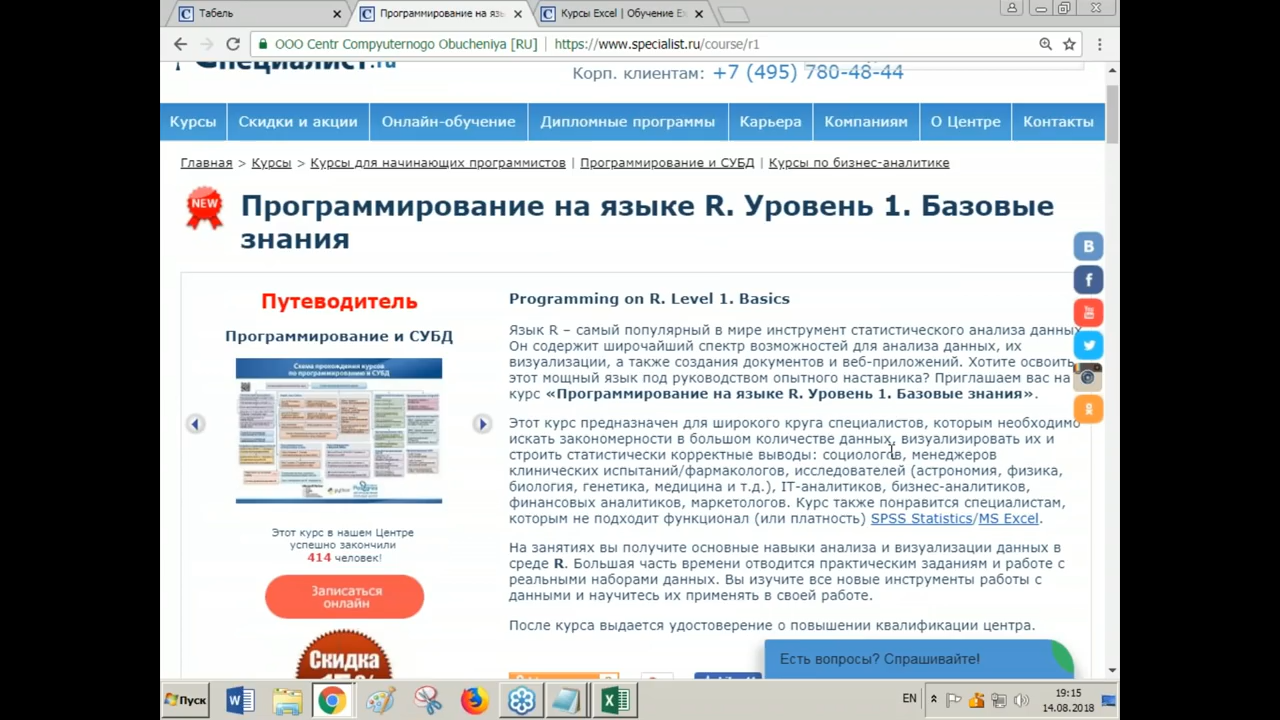 Табель
Программирование на язы
Курсы Excel | Обучение Ex
ООО Centr Compyuternogo Obucheniya [RU]
https://www.specialist.ru/course/r1
Специалист.ru
Корп. клиентам: +7 (495) 780-48-44
Курсы
Скидки и акции
Онлайн-обучение
Дипломные программы
Карьера
Компаниям
О Центре
Контакты
Главная > Курсы > Курсы для начинающих программистов | Программирование и СУБД | Курсы по бизнес-аналитике
NEW
Программирование на языке R. Уровень 1. Базовые
знания
Путеводитель
Программирование и СУБД
Схема прохождения курсов
по программированию и СУБД
Этот курс в нашем Центре
успешно закончили
414 человек!
Записаться
онлайн
Скидка
Programming on R. Level 1. Basics
Язык R – самый популярный в мире инструмент статистического анализа данных.
Он содержит широчайший спектр возможностей для анализа данных, их
визуализации, а также создания документов и веб-приложений. Хотите освоить
этот мощный язык под руководством опытного наставника? Приглашаем вас на
курс «Программирование на языке R. Уровень 1. Базовые знания».
Этот курс предназначен для широкого круга специалистов, которым необходимо
искать закономерности в большом количестве данных, визуализировать их и
строить статистически корректные выводы: социологов, менеджеров
клинических испытаний/фармкомпаний, исследователей (астрономия, физика,
биология, генетика, медицина и т.д.), IT-аналитиков, бизнес-аналитиков,
финансовых аналитиков, маркетологов. Курс также понравится специалистам,
которым не подходит функционал (или платность) SPSS Statistics/MS Excel.
На занятиях вы получите основные навыки анализа и визуализации данных в
среде R. Большая часть времени отводится практическим заданиям и работе с
реальными наборами данных. Вы изучите все новые инструменты работы с
данными и научитесь их применять в своей работе.
После курса выдается удостоверение о повышении квалификации центра.
Есть вопросы? Спрашивайте!
Пуск
EN
19:15
14.08.2018